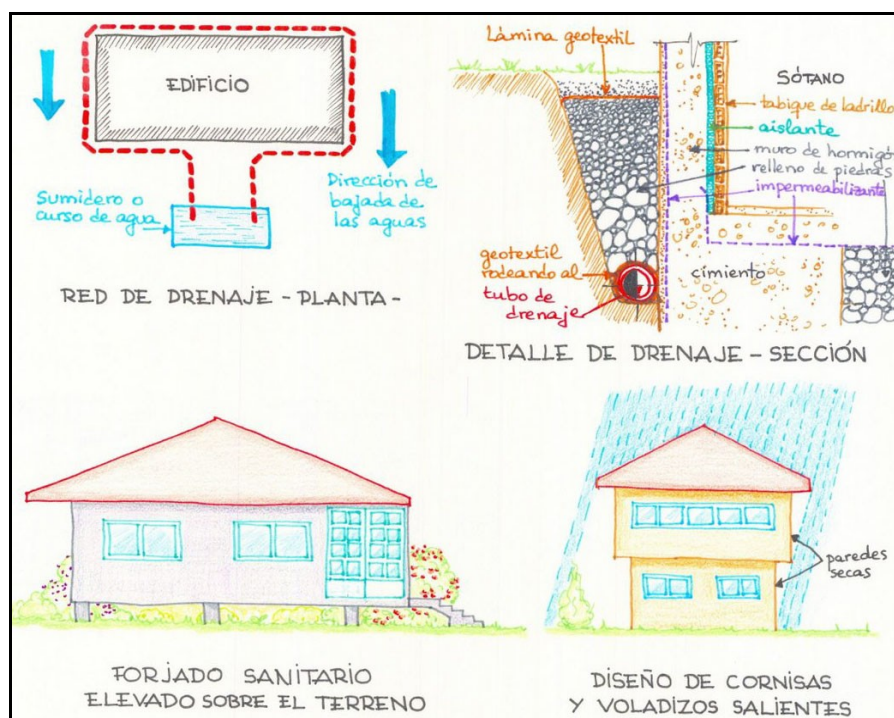 EDIFICIO
Sumidero o
curso de agua
Dirección de
bajada de
las aguas
RED DE DRENAJE - PLANTA -
Lámina geotextil
SÓTANO
tabique de ladrillo
aislante
muro de hormigó
relleno de piedras
impermeabilizante
geotextil
rodeando al
tubo de
drenaje
cimiento
DETALLE DE DRENAJE - SECCIÓN
FORJADO SANITARIO
ELEVADO SOBRE EL TERRENO
paredes
secas
DISEÑO DE CORNISAS
Y VOLADIZOS SALIENTES